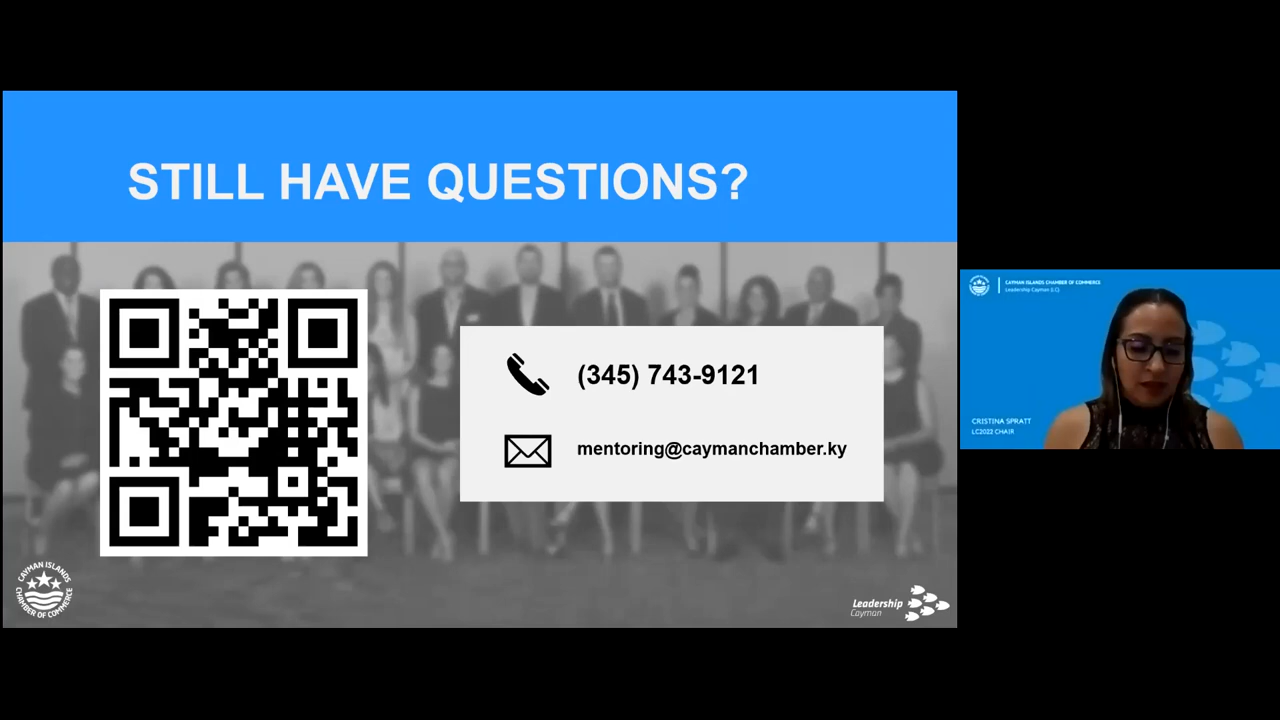 STILL HAVE QUESTIONS?
(345) 743-9121
mentoring@caymanchamber.ky
CAYMAN ISLANDS
CHAMBER OF COMMERCE
Leadership
Cayman
CAYMAN ISLANDS CHAMBER OF COMMERCE
Leadership Cayman (LC)
CRISTINA SPRATT
LC2022 CHAIR